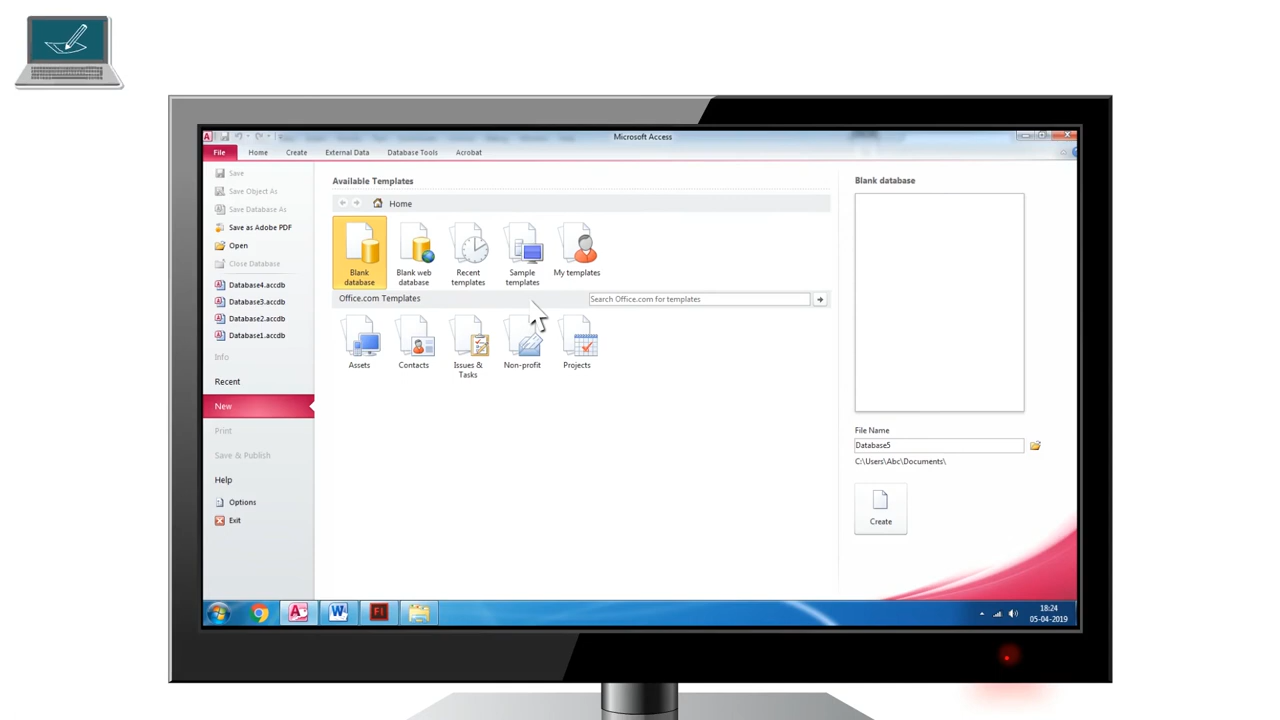 Microsoft Access
File Home Create External Data Database Tools Acrobat
Save
Save Object As
Save Database As
Save as Adobe PDF
Open
Close Database
Database4.accdb
Database3.accdb
Database2.accdb
Database1.accdb
Info
Recent
New
Print
Save & Publish
Help
Options
Exit
Available Templates
Home
Blank database
Blank web database
Recent templates
Sample templates
My templates
Office.com Templates
Search Office.com for templates
Assets
Contacts
Issues & Tasks
Non-profit
Projects
Blank database
File Name
Database5
C:\Users\Abc\Documents\
Create
18:24
05-04-2019